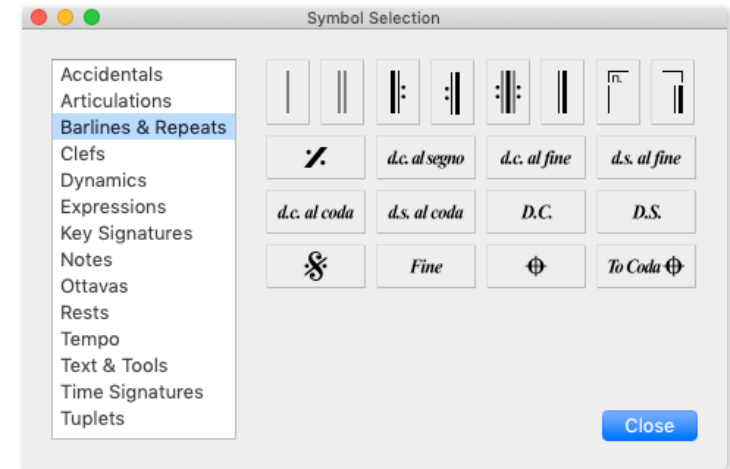 Symbol Selection
Accidentals
Articulations
Barlines & Repeats
Clefs
Dynamics
Expressions
Key Signatures
Notes
Ottavas
Rests
Tempo
Text & Tools
Time Signatures
Tuplets
n.
d.c. al segno
d.c. al fine
d.s. al fine
d.c. al coda
d.s. al coda
D.C.
D.S.
Fine
To Coda
Close